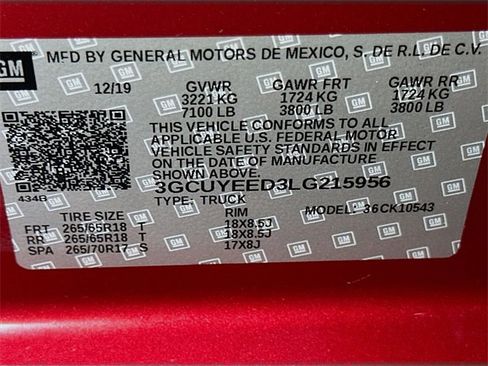 GM MFD BY GENERAL MOTORS DE MEXICO, S. DE R.L. DE C.V.
12/19 GVWR GAWR FRT GAWR RR
3221 KG 1724 KG 1724 KG
7100 LB 3800 LB 3800 LB
THIS VEHICLE CONFORMS TO ALL
APPLICABLE U.S. FEDERAL MOTOR
VEHICLE SAFETY STANDARDS IN EFFECT
ON THE DATE OF MANUFACTURE
SHOWN ABOVE.
3GCUYEED3LG215956
434B TYPE: TRUCK MODEL: 36CK10543
TIRE SIZE RIM
FRT 265/65R18 T 18X8.5J
RR 265/65R18 T 18X8.5J
SPA 265/70R17 S 17X8J